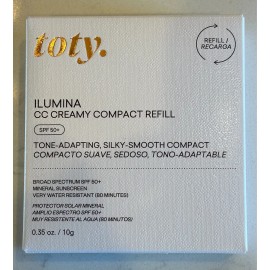 toty.
REFILL /
RECARGA
ILUMINA
CC CREAMY COMPACT REFILL
SPF 50+
TONE-ADAPTING, SILKY-SMOOTH COMPACT
COMPACTO SUAVE, SEDOSO, TONO-ADAPTABLE
BROAD SPECTRUM SPF 50+
MINERAL SUNSCREEN
VERY WATER RESISTANT (80 MINUTES)
PROTECTOR SOLAR MINERAL
AMPLIO ESPECTRO SPF 50+
MUY RESISTENTE AL AGUA (80 MINUTOS)
0.35 oz. / 10g